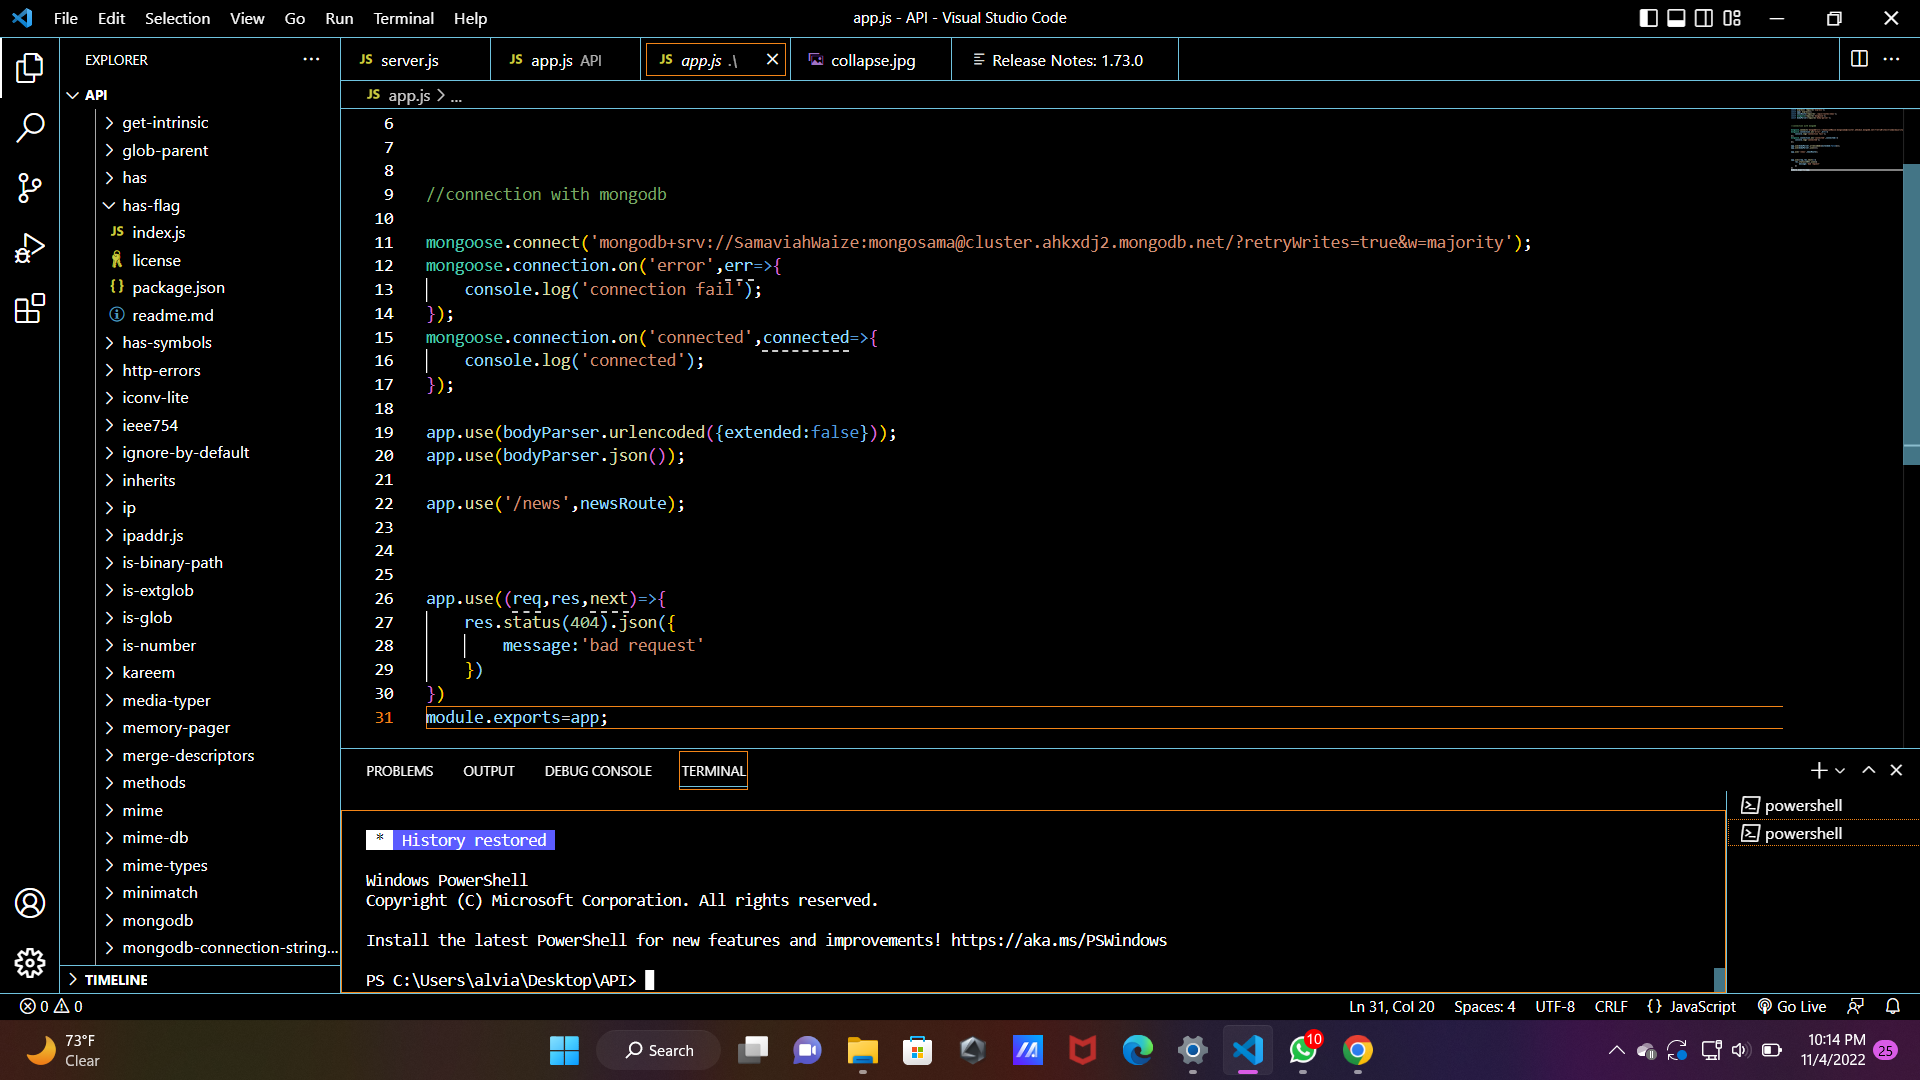 File Edit Selection View Go Run Terminal Help
app.js - API - Visual Studio Code
EXPLORER
JS server.js
JS app.js API
JS app.js .\
collapse.jpg
Release Notes: 1.73.0
API
JS app.js > ...
get-intrinsic
glob-parent
has
has-flag
JS index.js
license
{} package.json
readme.md
has-symbols
http-errors
iconv-lite
ieee754
ignore-by-default
inherits
ip
ipaddr.js
is-binary-path
is-extglob
is-glob
is-number
kareem
media-typer
memory-pager
merge-descriptors
methods
mime
mime-db
mime-types
minimatch
mongodb
mongodb-connection-string...
TIMELINE
6
7
8
9 //connection with mongodb
10
11 mongoose.connect('mongodb+srv://SamaviahWaize:mongosama@cluster.ahkxdj2.mongodb.net/?retryWrites=true&w=majority');
12 mongoose.connection.on('error',err=>{
13 console.log('connection fail');
14 });
15 mongoose.connection.on('connected',connected=>{
16 console.log('connected');
17 });
18
19 app.use(bodyParser.urlencoded({extended:false}));
20 app.use(bodyParser.json());
21
22 app.use('/news',newsRoute);
23
24
25
26 app.use((req,res,next)=>{
27 res.status(404).json({
28 message:'bad request'
29 })
30 })
31 module.exports=app;
PROBLEMS OUTPUT DEBUG CONSOLE TERMINAL
* History restored
Windows PowerShell
Copyright (C) Microsoft Corporation. All rights reserved.
Install the latest PowerShell for new features and improvements! https://aka.ms/PSWindows
PS C:\Users\alvia\Desktop\API>
powershell
powershell
0 0
Ln 31, Col 20 Spaces: 4 UTF-8 CRLF {} JavaScript Go Live
73°F
Clear
Search
10
10:14 PM
11/4/2022
25